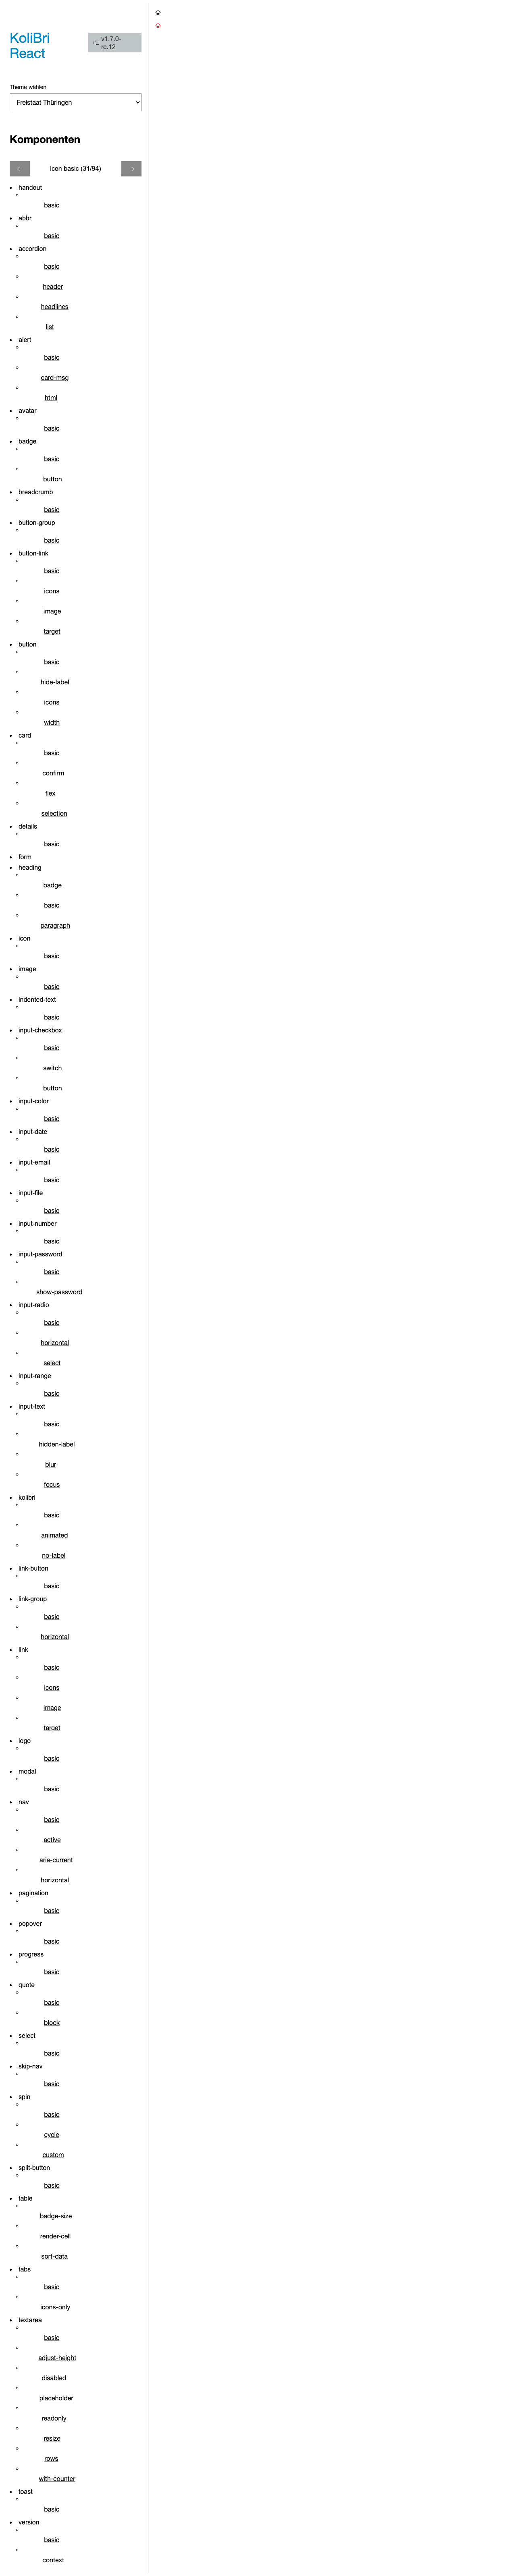 KoliBri
React
v1.7.0-
rc.12
Theme wählen
Freistaat Thüringen
Komponenten
icon basic (31/94)
handout
basic
abbr
basic
accordion
basic
header
headlines
list
alert
basic
card-msg
html
avatar
basic
badge
basic
button
breadcrumb
basic
button-group
basic
button-link
basic
icons
image
target
button
basic
hide-label
icons
width
card
basic
confirm
flex
selection
details
basic
form
heading
badge
basic
paragraph
icon
basic
image
basic
indented-text
basic
input-checkbox
basic
switch
button
input-color
basic
input-date
basic
input-email
basic
input-file
basic
input-number
basic
input-password
basic
show-password
input-radio
basic
horizontal
select
input-range
basic
input-text
basic
hidden-label
blur
focus
kolibri
basic
animated
no-label
link-button
basic
link-group
basic
horizontal
link
basic
icons
image
target
logo
basic
modal
basic
nav
basic
active
aria-current
horizontal
pagination
basic
popover
basic
progress
basic
quote
basic
block
select
basic
skip-nav
basic
spin
basic
cycle
custom
split-button
basic
table
badge-size
render-cell
sort-data
tabs
basic
icons-only
textarea
basic
adjust-height
disabled
placeholder
readonly
resize
rows
with-counter
toast
basic
version
basic
context